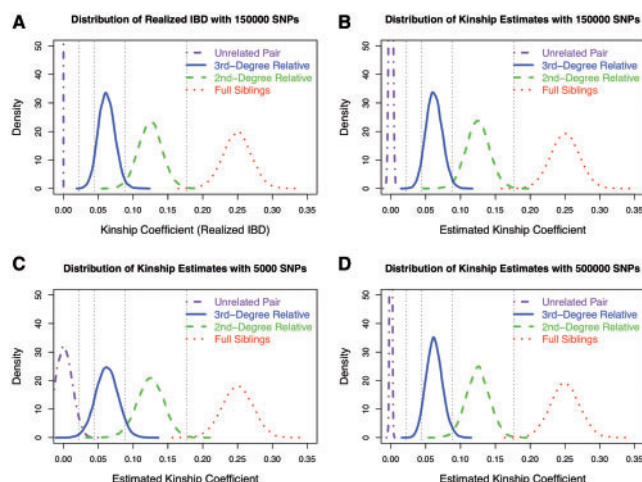 A
Distribution of Realized IBD with 150000 SNPs
Density
50
40
30
20
10
0
Unrelated Pair
3rd-Degree Relative
2nd-Degree Relative
Full Siblings
0.00 0.05 0.10 0.15 0.20 0.25 0.30 0.35
Kinship Coefficient (Realized IBD)
B
Distribution of Kinship Estimates with 150000 SNPs
Density
50
40
30
20
10
0
Unrelated Pair
3rd-Degree Relative
2nd-Degree Relative
Full Siblings
0.00 0.05 0.10 0.15 0.20 0.25 0.30 0.35
Estimated Kinship Coefficient
C
Distribution of Kinship Estimates with 5000 SNPs
Density
50
40
30
20
10
0
Unrelated Pair
3rd-Degree Relative
2nd-Degree Relative
Full Siblings
0.00 0.05 0.10 0.15 0.20 0.25 0.30 0.35
Estimated Kinship Coefficient
D
Distribution of Kinship Estimates with 500000 SNPs
Density
50
40
30
20
10
0
Unrelated Pair
3rd-Degree Relative
2nd-Degree Relative
Full Siblings
0.00 0.05 0.10 0.15 0.20 0.25 0.30 0.35
Estimated Kinship Coefficient